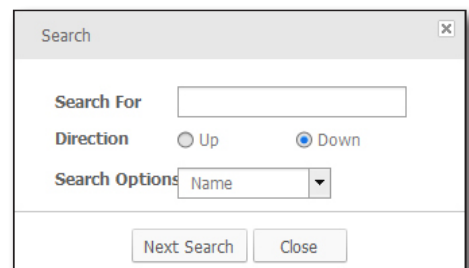 Search
Search For
Direction Up Down
Search Options Name
Next Search Close